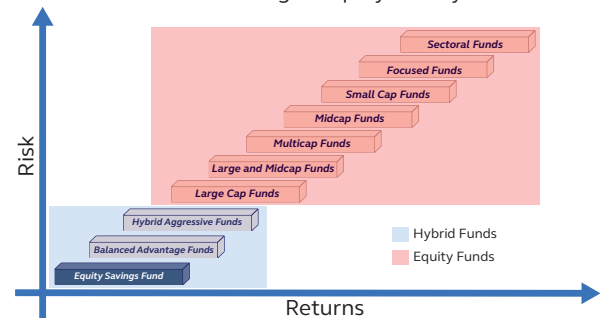 Risk
Sectoral Funds
Focused Funds
Small Cap Funds
Midcap Funds
Multicap Funds
Large and Midcap Funds
Large Cap Funds
Hybrid Aggressive Funds
Balanced Advantage Funds
Equity Savings Fund
Hybrid Funds
Equity Funds
Returns